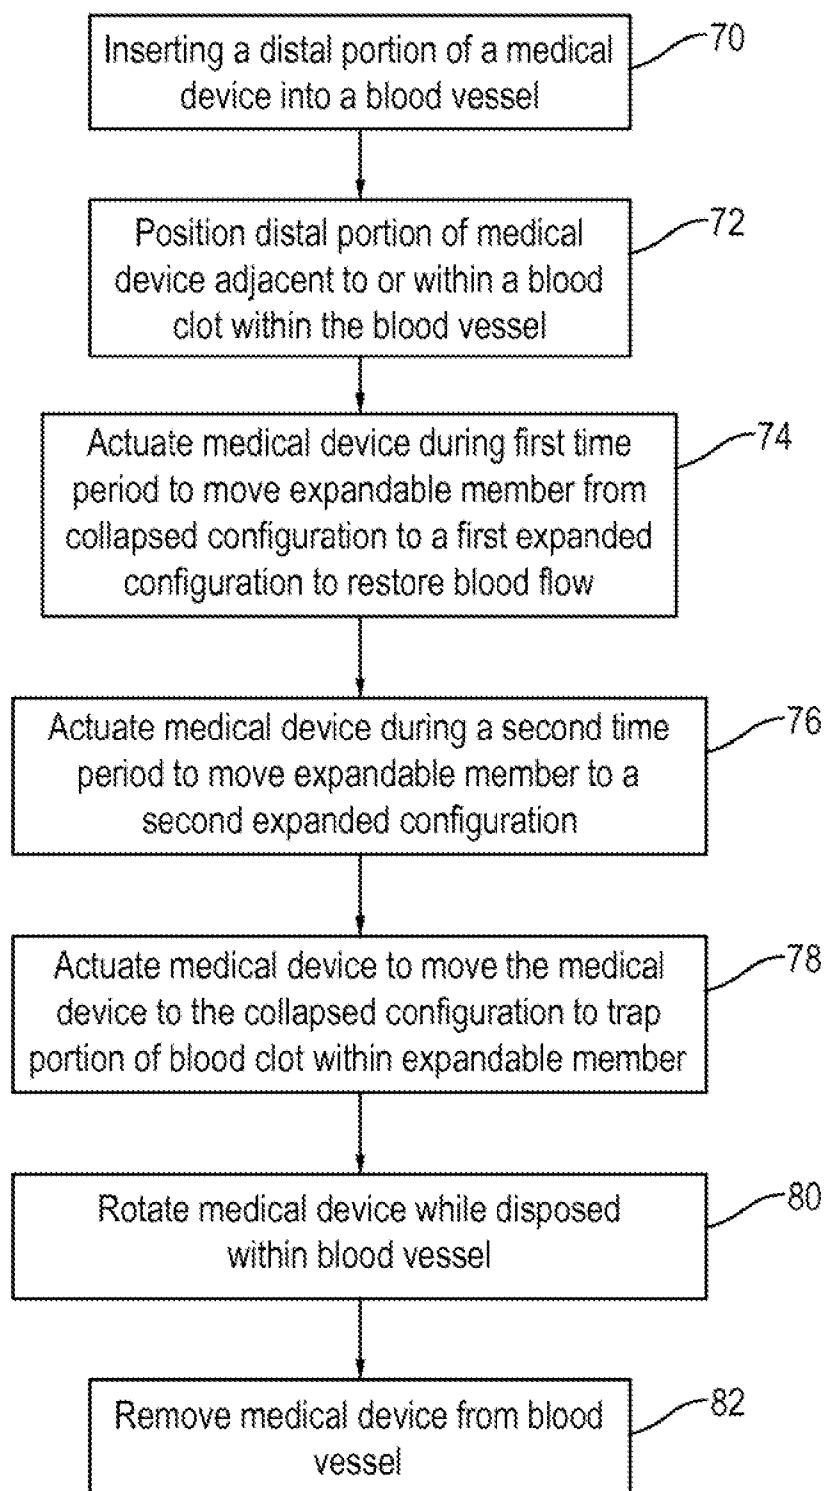 Inserting a distal portion of a medical
device into a blood vessel
70
Position distal portion of medical
device adjacent to or within a blood
clot within the blood vessel
72
Actuate medical device during first time
period to move expandable member from
collapsed configuration to a first expanded
configuration to restore blood flow
74
Actuate medical device during a second time
period to move expandable member to a
second expanded configuration
76
Actuate medical device to move the medical
device to the collapsed configuration to trap
portion of blood clot within expandable member
78
Rotate medical device while disposed
within blood vessel
80
Remove medical device from blood
vessel
82